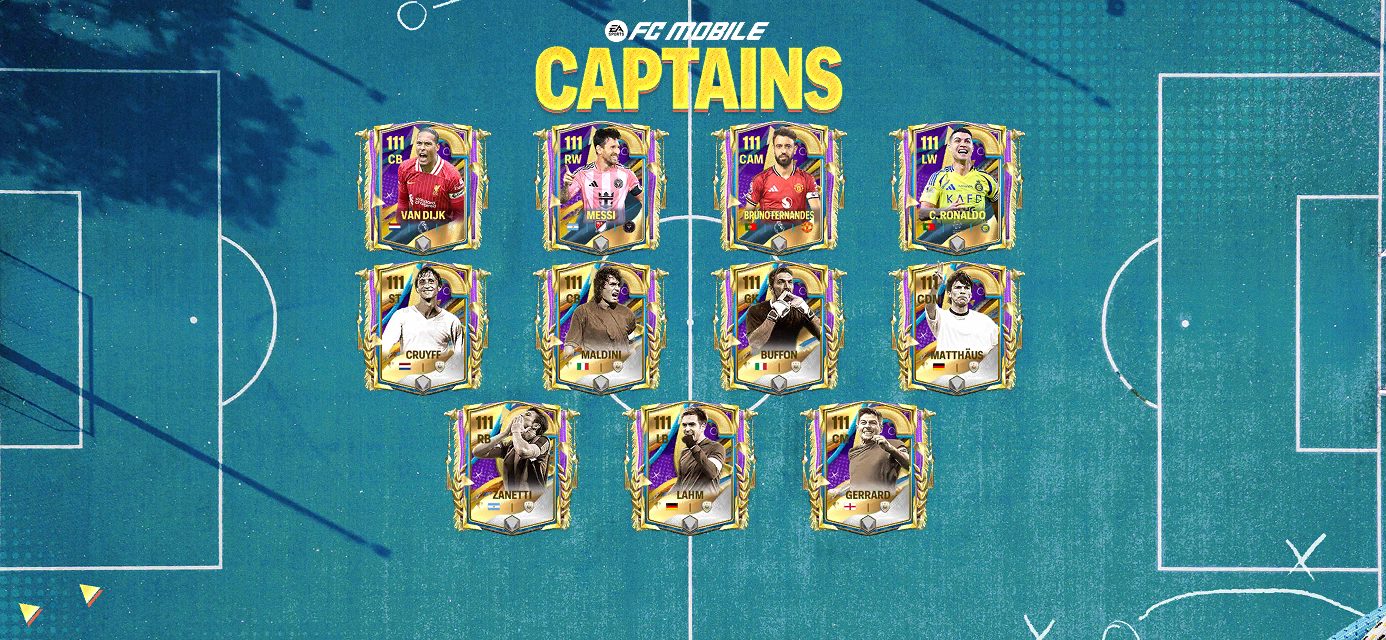 EA SPORTS FC MOBILE
CAPTAINS
111
CB
VAN DIJK
111
RW
MESSI
111
CAM
BRUNO FERNANDES
111
LW
KAFD
C. RONALDO
111
ST
CRUYFF
111
CB
MALDINI
111
GK
BUFFON
111
CDM
MATTHÄUS
111
RB
ZANETTI
111
LB
LAHM
111
CM
GERRARD